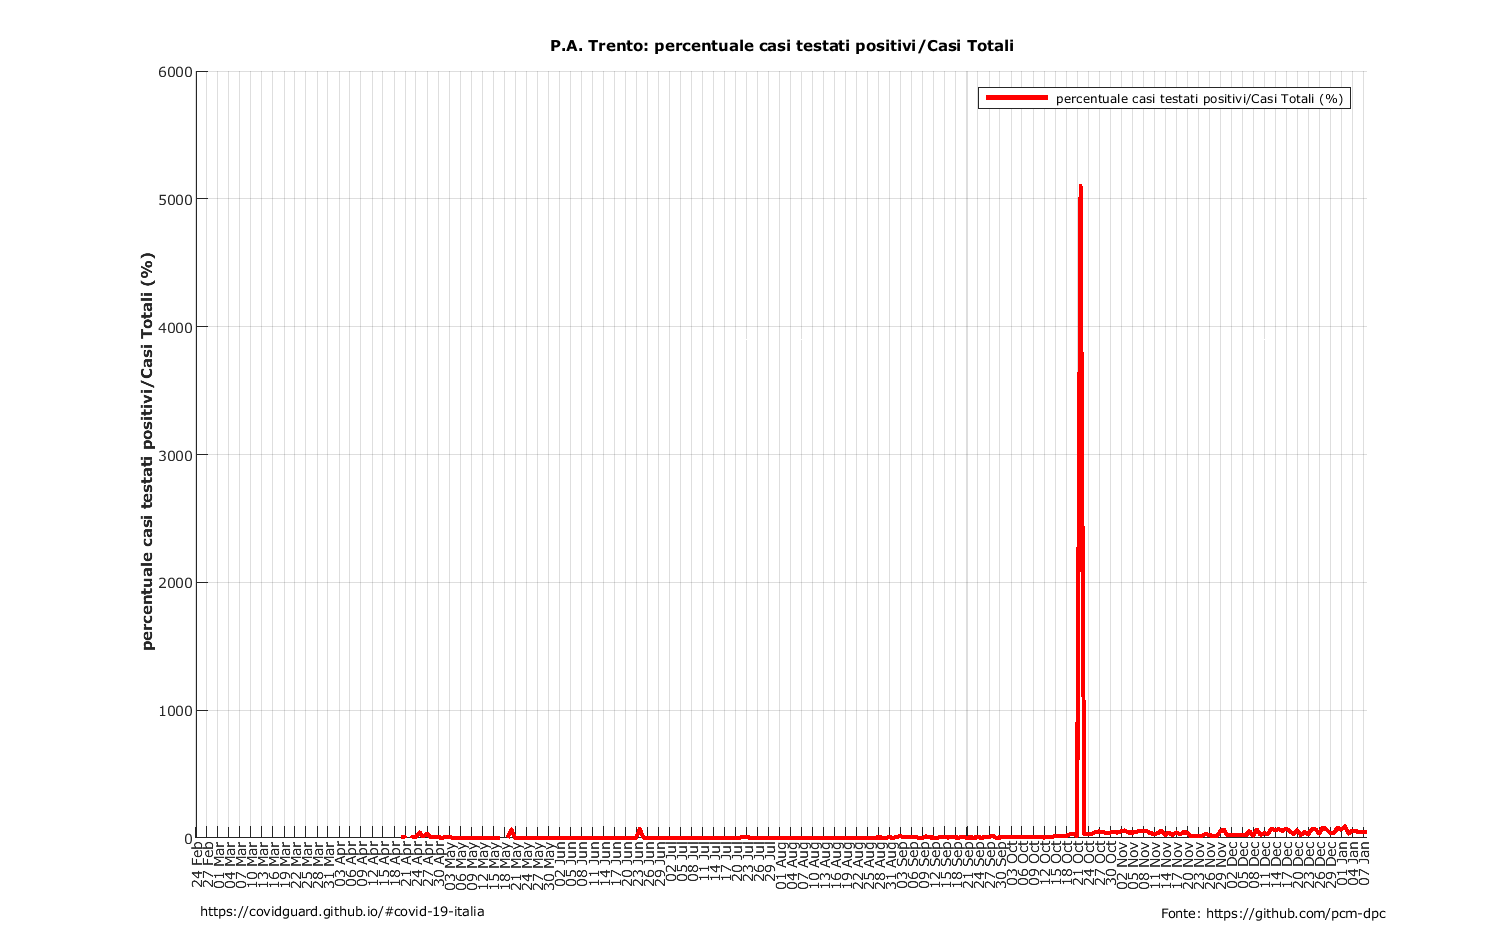 P.A. Trento: percentuale casi testati positivi/Casi Totali
percentuale casi testati positivi/Casi Totali (%)
percentuale casi testati positivi/Casi Totali (%)
6000
5000
4000
3000
2000
1000
0
24 Feb
27 Feb
01 Mar
04 Mar
07 Mar
10 Mar
13 Mar
16 Mar
19 Mar
22 Mar
25 Mar
28 Mar
31 Mar
03 Apr
06 Apr
09 Apr
12 Apr
15 Apr
18 Apr
21 Apr
24 Apr
27 Apr
30 Apr
03 May
06 May
09 May
12 May
15 May
18 May
21 May
24 May
27 May
30 May
02 Jun
05 Jun
08 Jun
11 Jun
14 Jun
17 Jun
20 Jun
23 Jun
26 Jun
29 Jun
02 Jul
05 Jul
08 Jul
11 Jul
14 Jul
17 Jul
20 Jul
23 Jul
26 Jul
29 Jul
01 Aug
04 Aug
07 Aug
10 Aug
13 Aug
16 Aug
19 Aug
22 Aug
25 Aug
28 Aug
31 Aug
03 Sep
06 Sep
09 Sep
12 Sep
15 Sep
18 Sep
21 Sep
24 Sep
27 Sep
30 Sep
03 Oct
06 Oct
09 Oct
12 Oct
15 Oct
18 Oct
21 Oct
24 Oct
27 Oct
30 Oct
02 Nov
05 Nov
08 Nov
11 Nov
14 Nov
17 Nov
20 Nov
23 Nov
26 Nov
29 Nov
02 Dec
05 Dec
08 Dec
11 Dec
14 Dec
17 Dec
20 Dec
23 Dec
26 Dec
29 Dec
01 Jan
04 Jan
07 Jan
https://covidguard.github.io/#covid-19-italia
Fonte: https://github.com/pcm-dpc